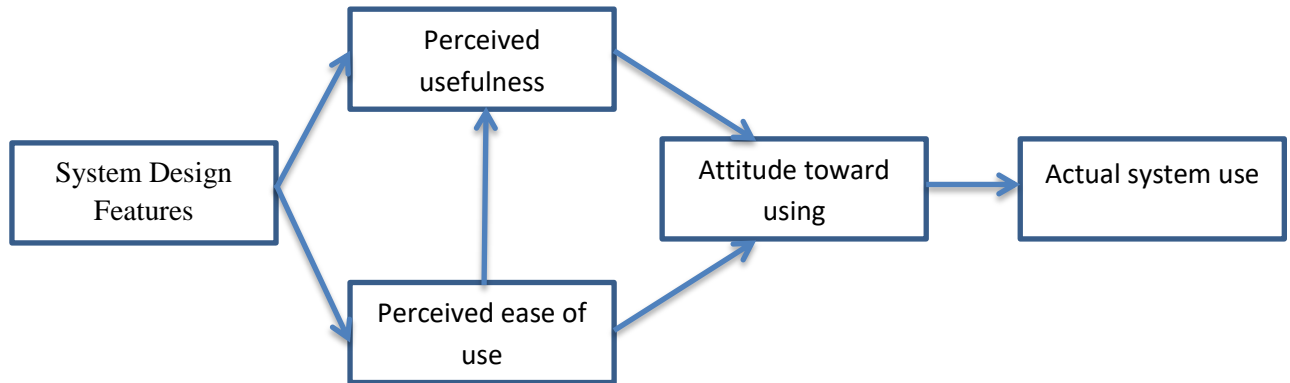 System Design
Features
Perceived
usefulness
Perceived ease of
use
Attitude toward
using
Actual system use